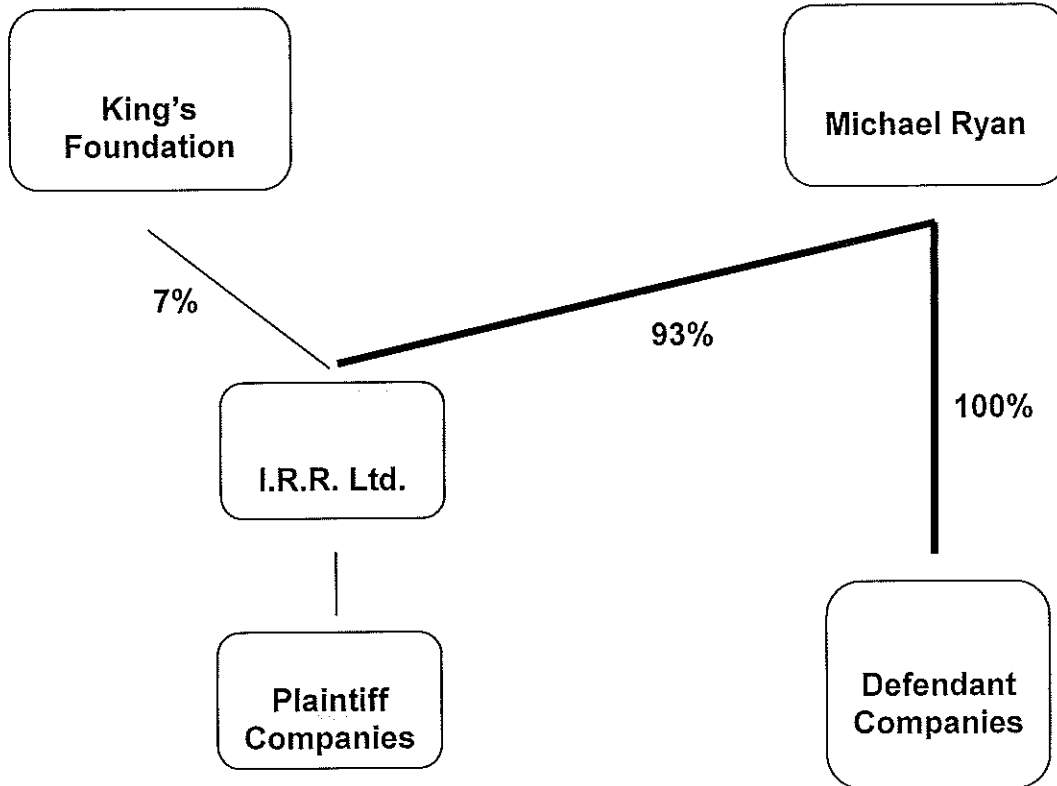 King's
Foundation
Michael Ryan
7%
93%
100%
I.R.R. Ltd.
Plaintiff
Companies
Defendant
Companies